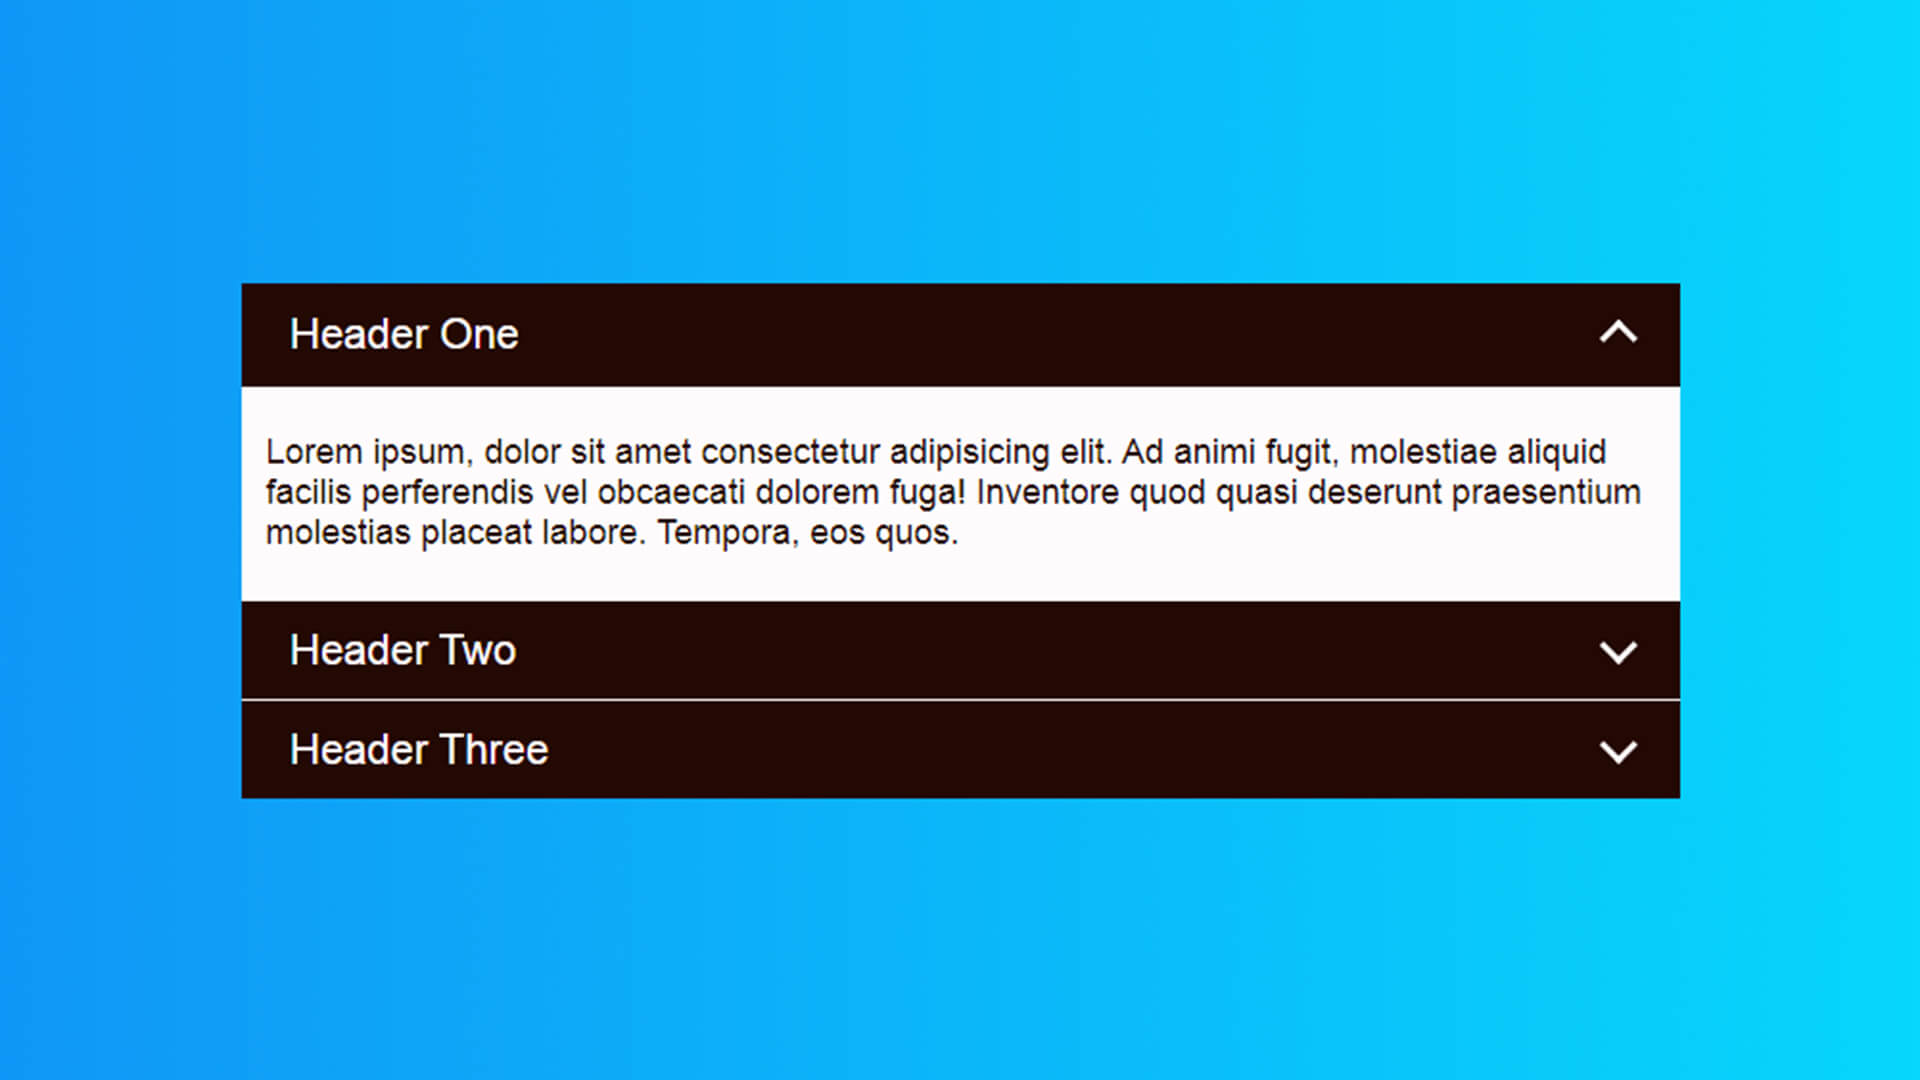 Header One
Lorem ipsum, dolor sit amet consectetur adipisicing elit. Ad animi fugit, molestiae aliquid
facilis perferendis vel obcaecati dolorem fuga! Inventore quod quasi deserunt praesentium
molestias placeat labore. Tempora, eos quos.
Header Two
Header Three